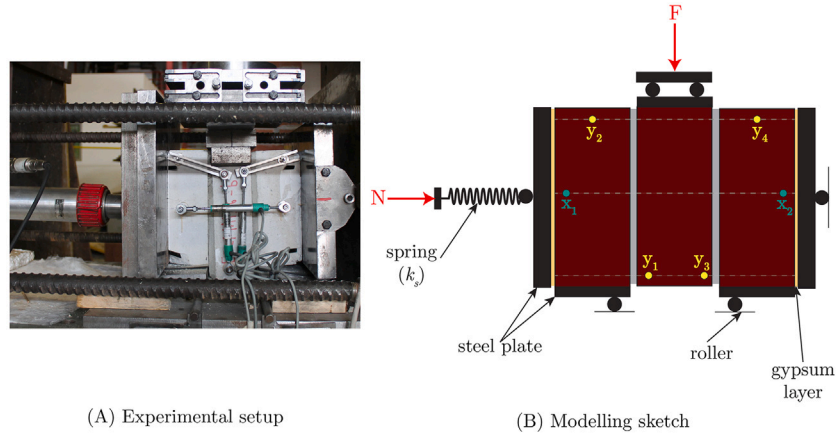 F
y₂
y₄
N
x₁
x₂
spring
(kₛ)
y₁
y₃
steel plate
roller
gypsum
layer
(A) Experimental setup
(B) Modelling sketch